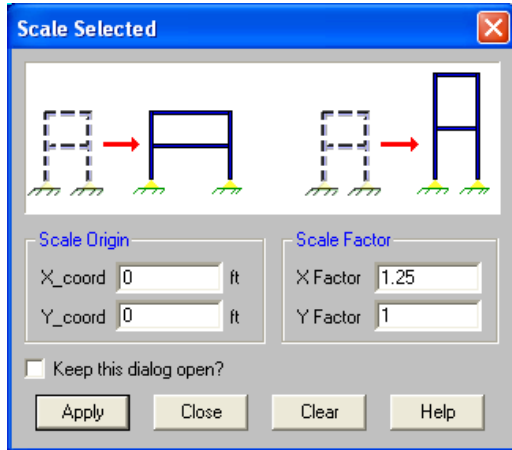 Scale Selected
Scale Origin
X_coord 0 ft
Y_coord 0 ft
Scale Factor
X Factor 1.25
Y Factor 1
Keep this dialog open?
Apply Close Clear Help